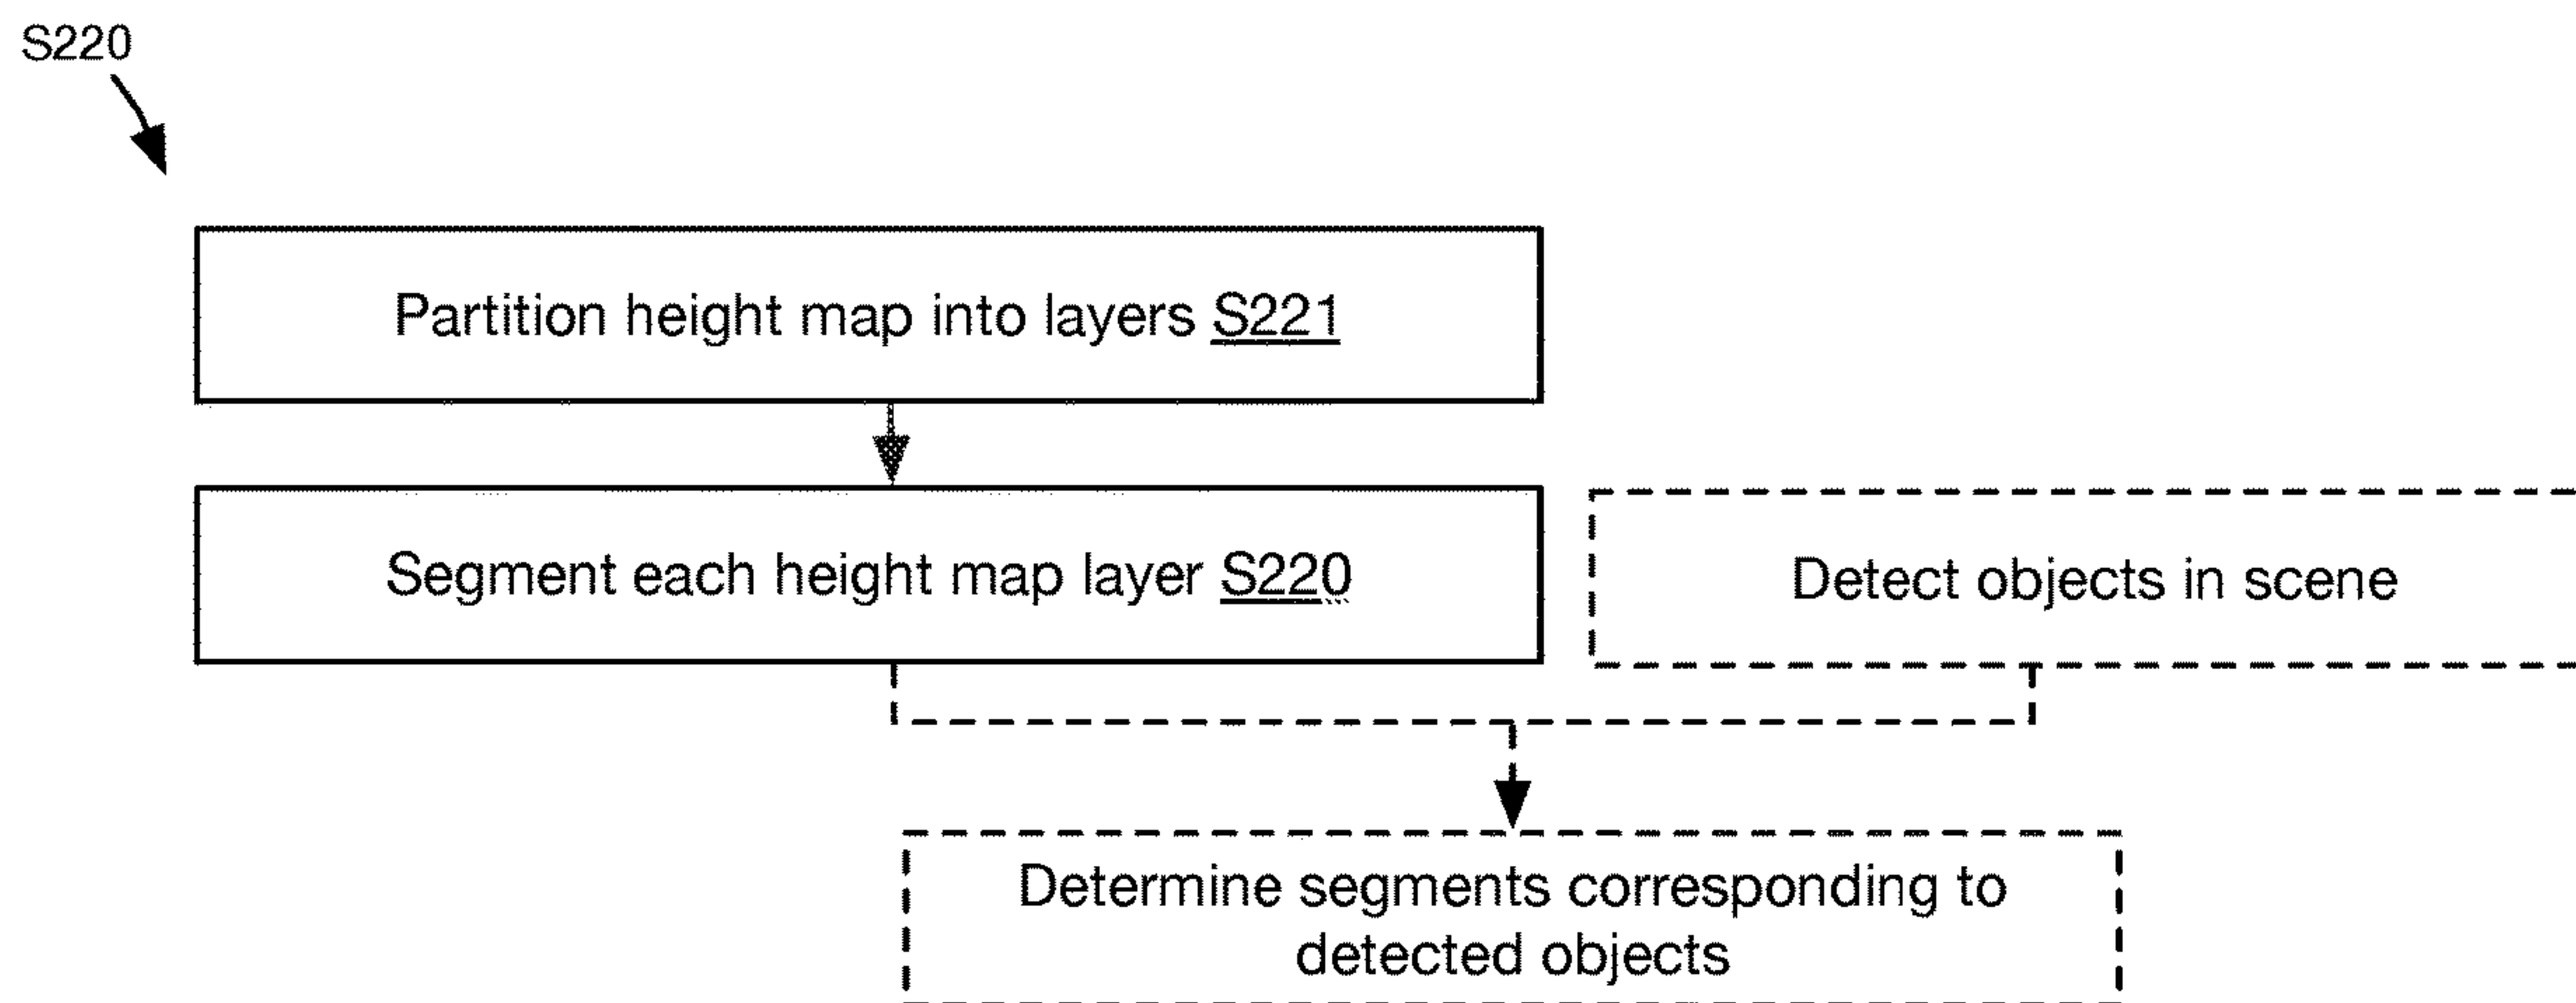 S220
Partition height map into layers S221
Segment each height map layer S220
Detect objects in scene
Determine segments corresponding to
detected objects